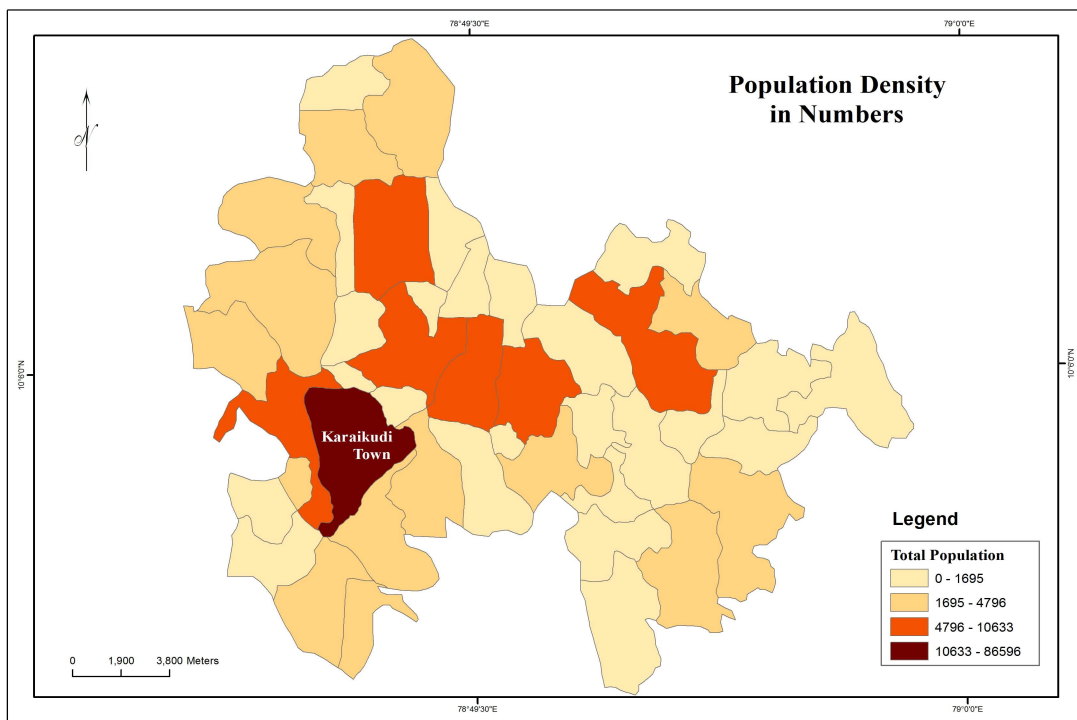 78°49'30"E
79°0'0"E
Population Density
in Numbers
N
10°6'0"N
10°6'0"N
Karaikudi
Town
Legend
Total Population
0 - 1695
1695 - 4796
4796 - 10633
10633 - 86596
0 1,900 3,800 Meters
78°49'30"E
79°0'0"E